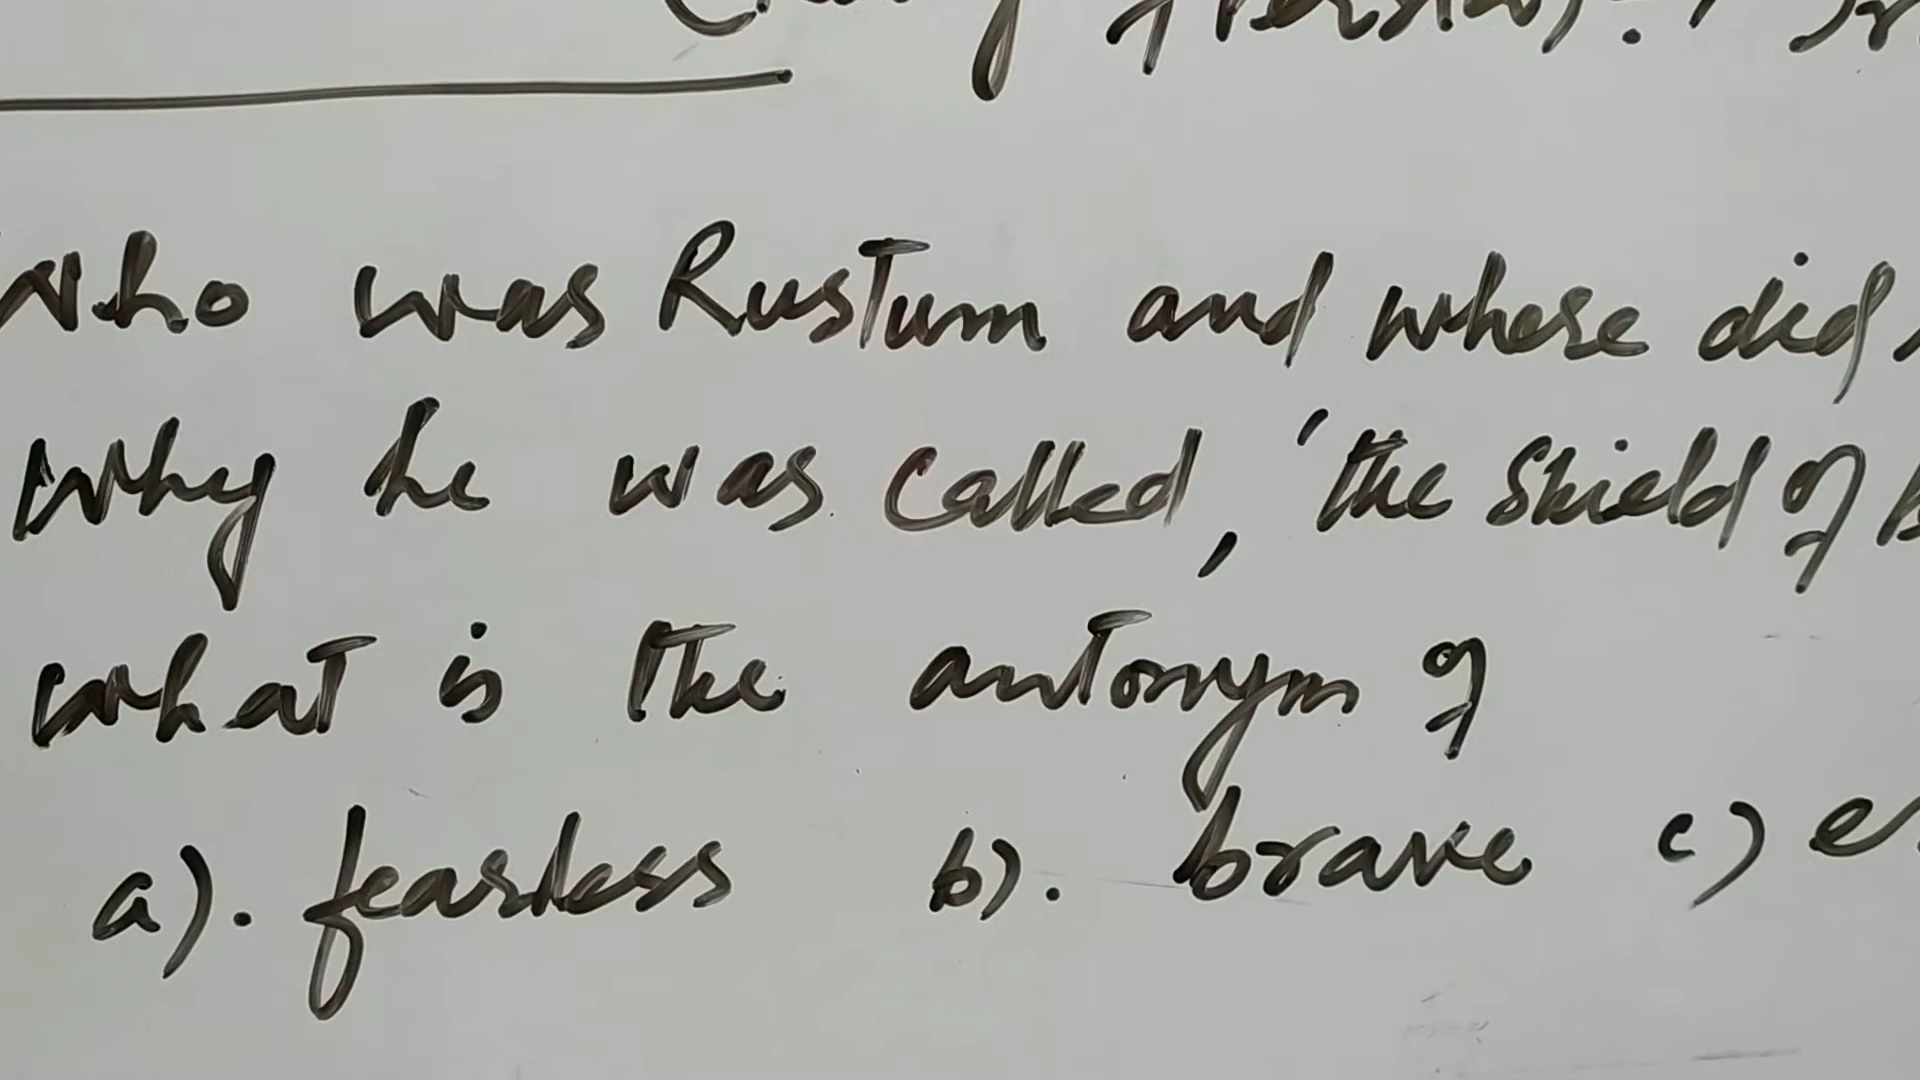 Who was Rustum and where did
Why he was called, 'the Shield of
what is the antonym of
a). fearless b). brave c)